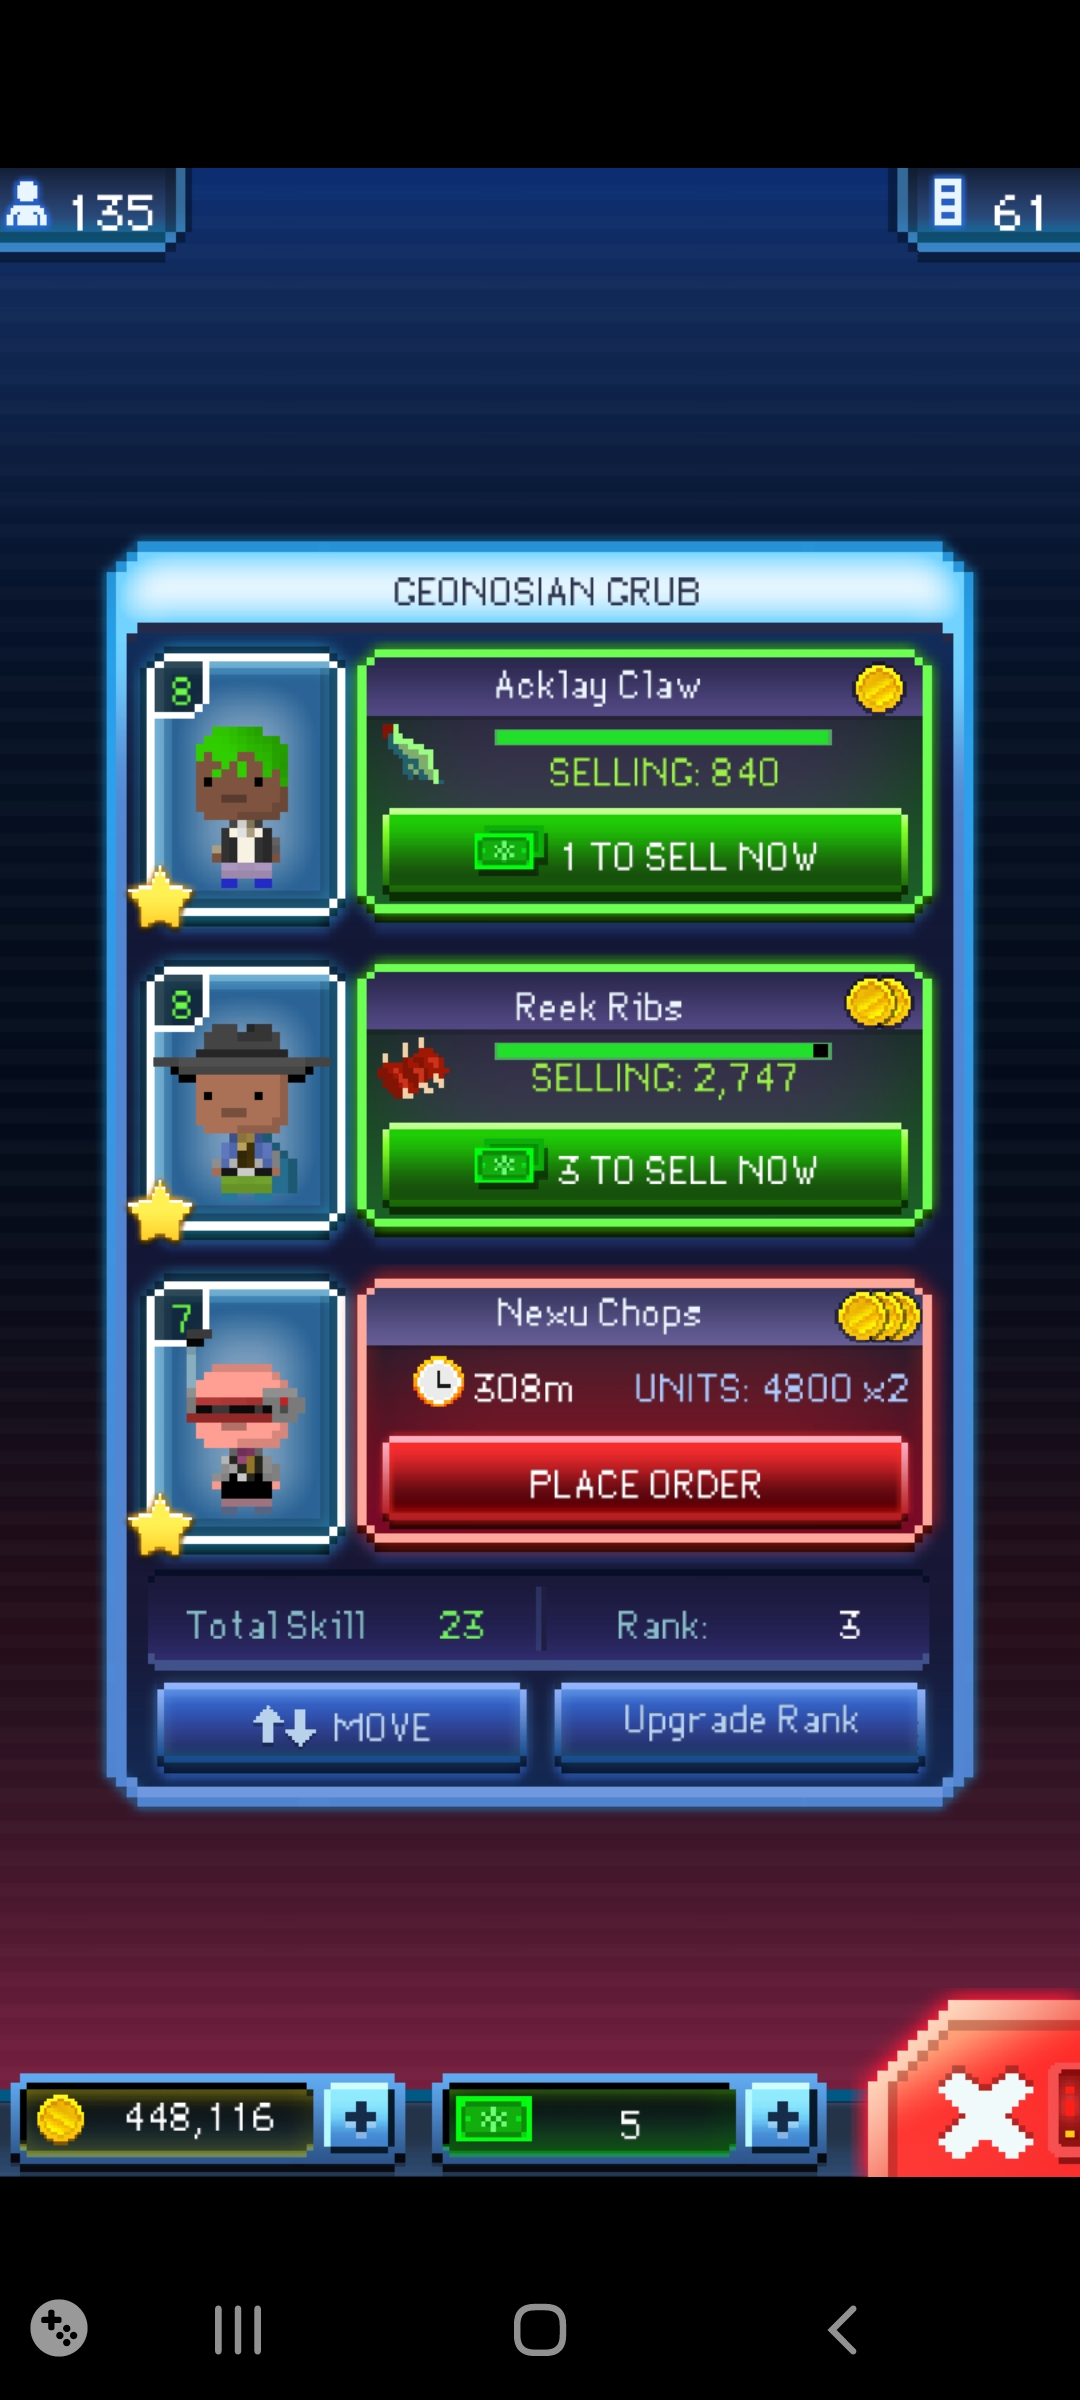 135
61
GEONOSIAN GRUB
8
Acklay Claw
SELLING: 840
1 TO SELL NOW
8
Reek Ribs
SELLING: 2,747
3 TO SELL NOW
7
Nexu Chops
308m UNITS: 4800 x2
PLACE ORDER
Total Skill 23 Rank: 3
MOVE Upgrade Rank
448,116 5